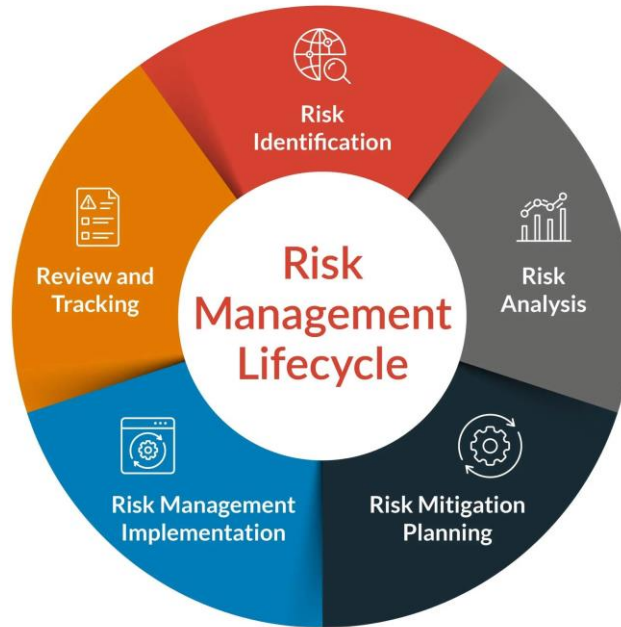 Risk
Identification
Risk
Analysis
Risk Mitigation
Planning
Risk Management
Implementation
Review and
Tracking
Risk
Management
Lifecycle